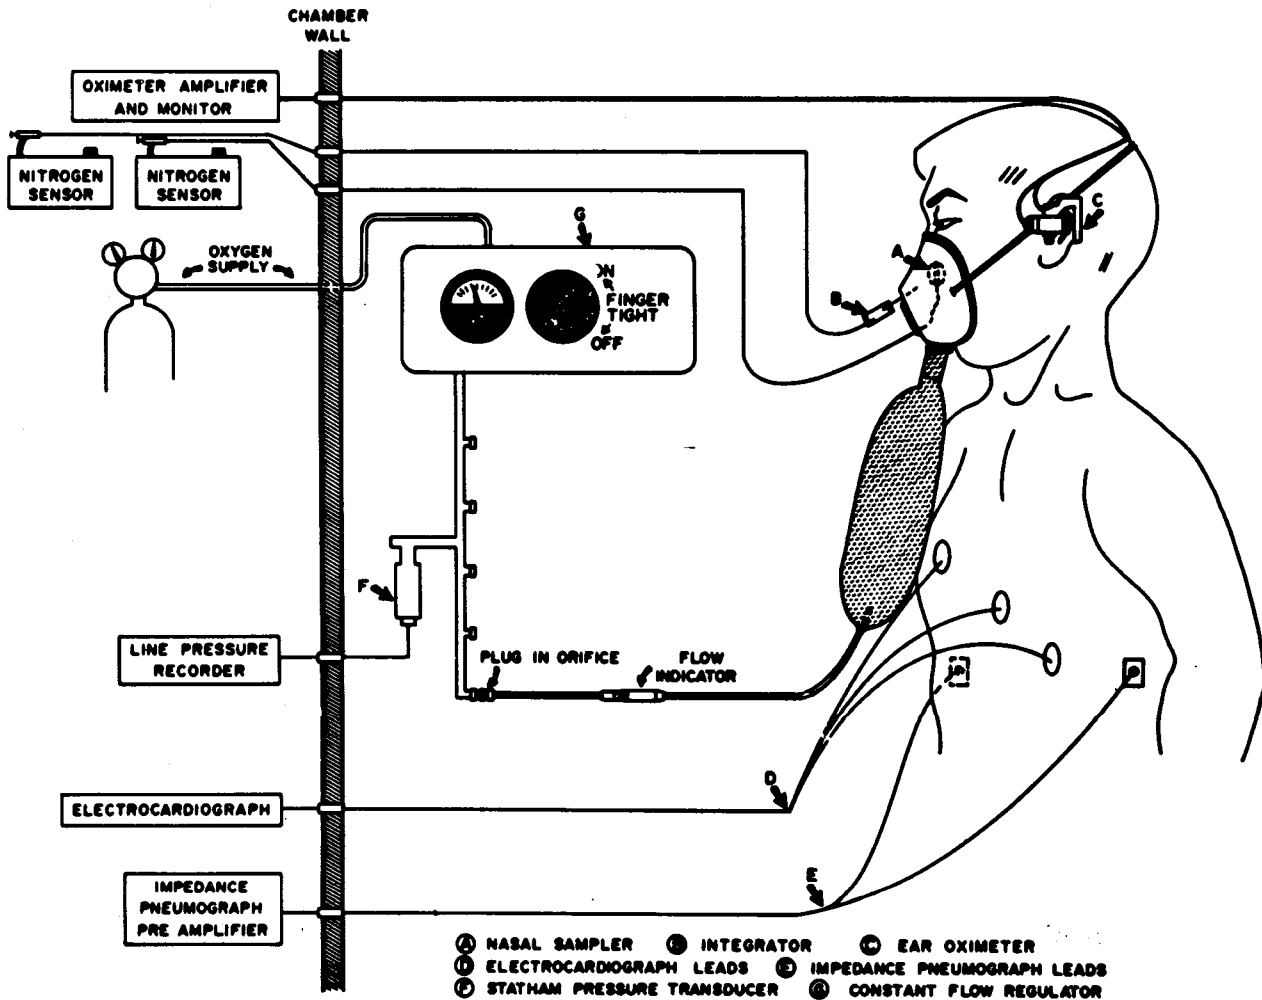 CHAMBER
WALL
OXIMETER AMPLIFIER
AND MONITOR
NITROGEN
SENSOR
NITROGEN
SENSOR
OXYGEN
SUPPLY
G
ON
FINGER
TIGHT
OFF
C
A
B
F
LINE PRESSURE
RECORDER
PLUG IN ORIFICE
FLOW
INDICATOR
D
ELECTROCARDIOGRAPH
E
IMPEDANCE
PNEUMOGRAPH
PRE AMPLIFIER
A NASAL SAMPLER B INTEGRATOR C EAR OXIMETER
D ELECTROCARDIOGRAPH LEADS E IMPEDANCE PNEUMOGRAPH LEADS
F STATHAM PRESSURE TRANSDUCER G CONSTANT FLOW REGULATOR